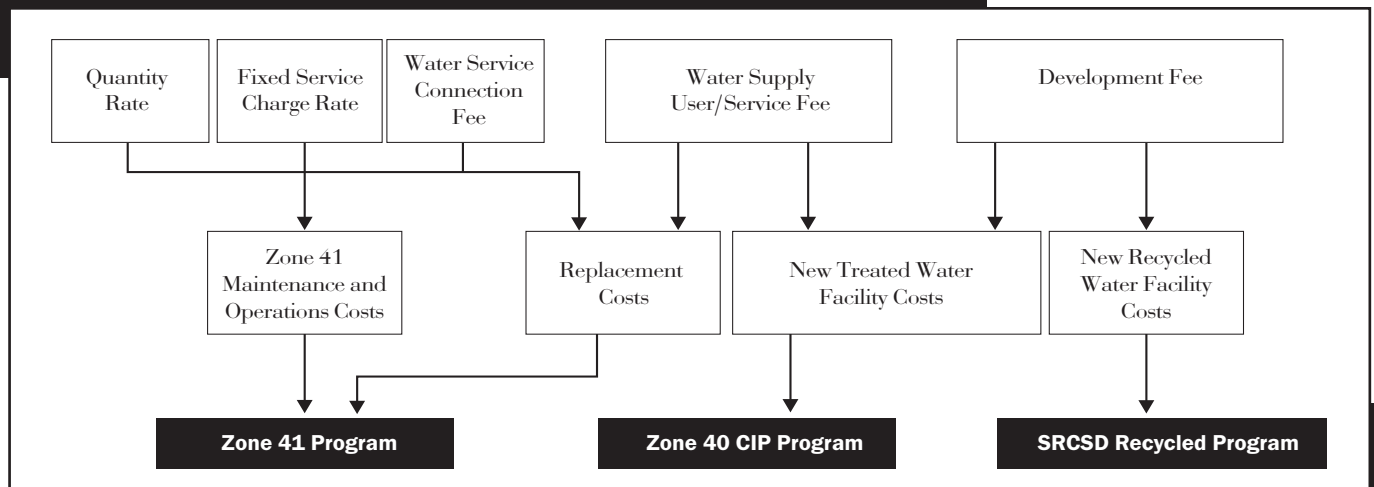 Quantity
Rate
Fixed Service
Charge Rate
Water Service
Connection
Fee
Water Supply
User/Service Fee
Development Fee
Zone 41
Maintenance and
Operations Costs
Replacement
Costs
New Treated Water
Facility Costs
New Recycled
Water Facility
Costs
Zone 41 Program
Zone 40 CIP Program
SRCSD Recycled Program